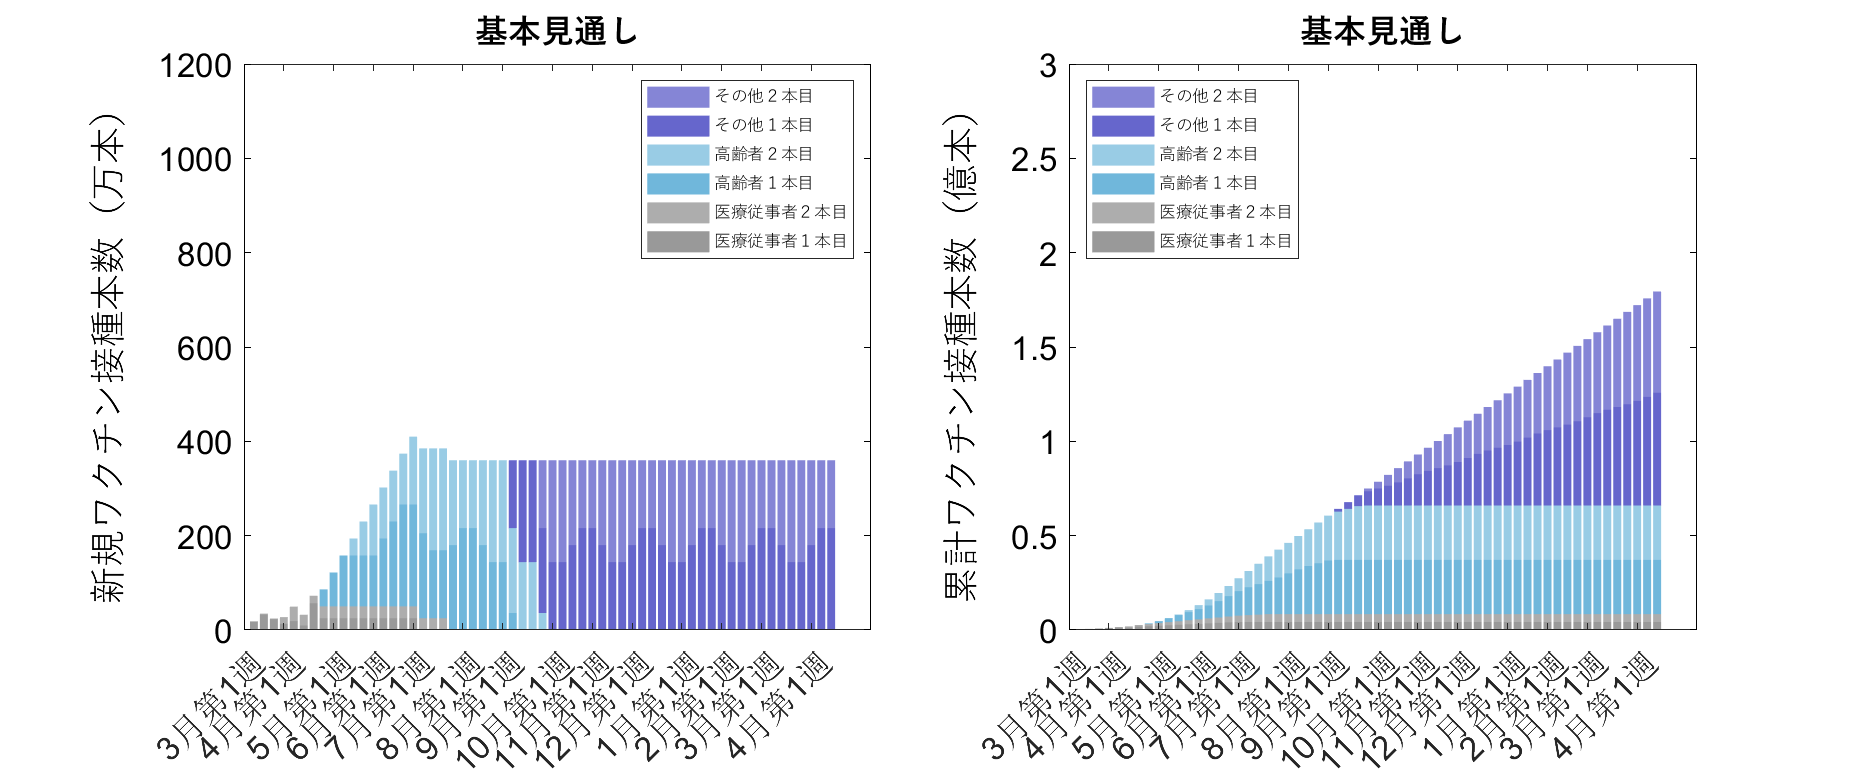 基本見通し
新規ワクチン接種本数（万本）
1200
1000
800
600
400
200
0
その他２本目
その他１本目
高齢者２本目
高齢者１本目
医療従事者２本目
医療従事者１本目
3月第1週
4月第1週
5月第1週
6月第1週
7月第1週
8月第1週
9月第1週
10月第1週
11月第1週
12月第1週
1月第1週
2月第1週
3月第1週
4月第1週
基本見通し
累計ワクチン接種本数（億本）
3
2.5
2
1.5
1
0.5
0
その他２本目
その他１本目
高齢者２本目
高齢者１本目
医療従事者２本目
医療従事者１本目
3月第1週
4月第1週
5月第1週
6月第1週
7月第1週
8月第1週
9月第1週
10月第1週
11月第1週
12月第1週
1月第1週
2月第1週
3月第1週
4月第1週